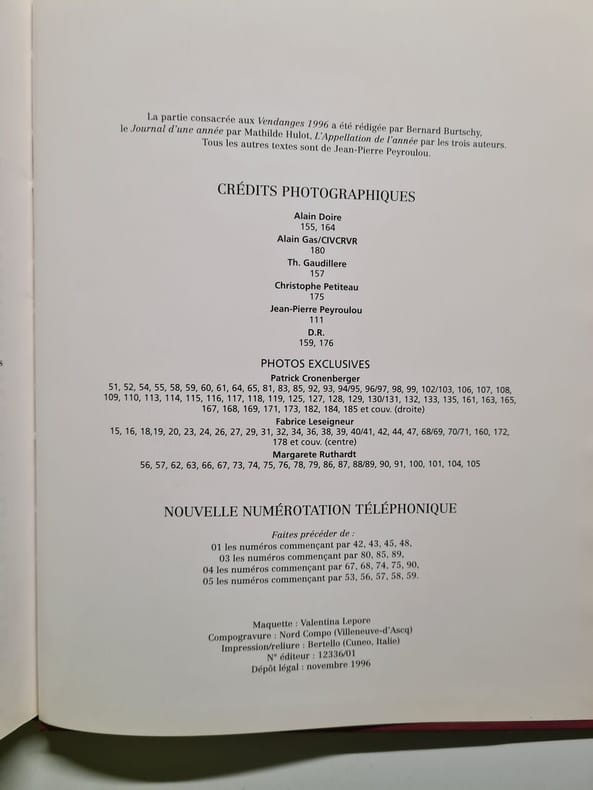 La partie consacrée aux Vendanges 1996 a été rédigée par Bernard Burtschy,
le Journal d'une année par Mathilde Hulot, L'Appellation de l'année par les trois auteurs.
Tous les autres textes sont de Jean-Pierre Peyroulou.
CRÉDITS PHOTOGRAPHIQUES
Alain Doire
155, 164
Alain Gas/CIVCRVR
180
Th. Gaudillere
157
Christophe Petiteau
175
Jean-Pierre Peyroulou
111
D.R.
159, 176
PHOTOS EXCLUSIVES
Patrick Cronenberger
51, 52, 54, 55, 58, 59, 60, 61, 64, 65, 81, 83, 85, 92, 93, 94/95, 96/97, 98, 99, 102/103, 106, 107, 108,
109, 110, 113, 114, 115, 116, 117, 118, 119, 125, 127, 128, 129, 130/131, 132, 133, 135, 161, 163, 165,
167, 168, 169, 171, 173, 182, 184, 185 et couv. (droite)
Fabrice Leseigneur
15, 16, 18,19, 20, 23, 24, 26, 27, 29, 31, 32, 34, 36, 38, 39, 40/41, 42, 44, 47, 68/69, 70/71, 160, 172,
178 et couv. (centre)
Margarete Ruthardt
56, 57, 62, 63, 66, 67, 73, 74, 75, 76, 78, 79, 86, 87, 88/89, 90, 91, 100, 101, 104, 105
NOUVELLE NUMÉROTATION TÉLÉPHONIQUE
Faites précéder de :
01 les numéros commençant par 42, 43, 45, 48,
03 les numéros commençant par 80, 85, 89,
04 les numéros commençant par 67, 68, 74, 75, 90,
05 les numéros commençant par 53, 56, 57, 58, 59.
Maquette : Valentina Lepore
Compogravure : Nord Compo (Villeneuve-d'Ascq)
Impression/reliure : Bertello (Cuneo, Italie)
N° éditeur : 12336/01
Dépôt légal : novembre 1996
s